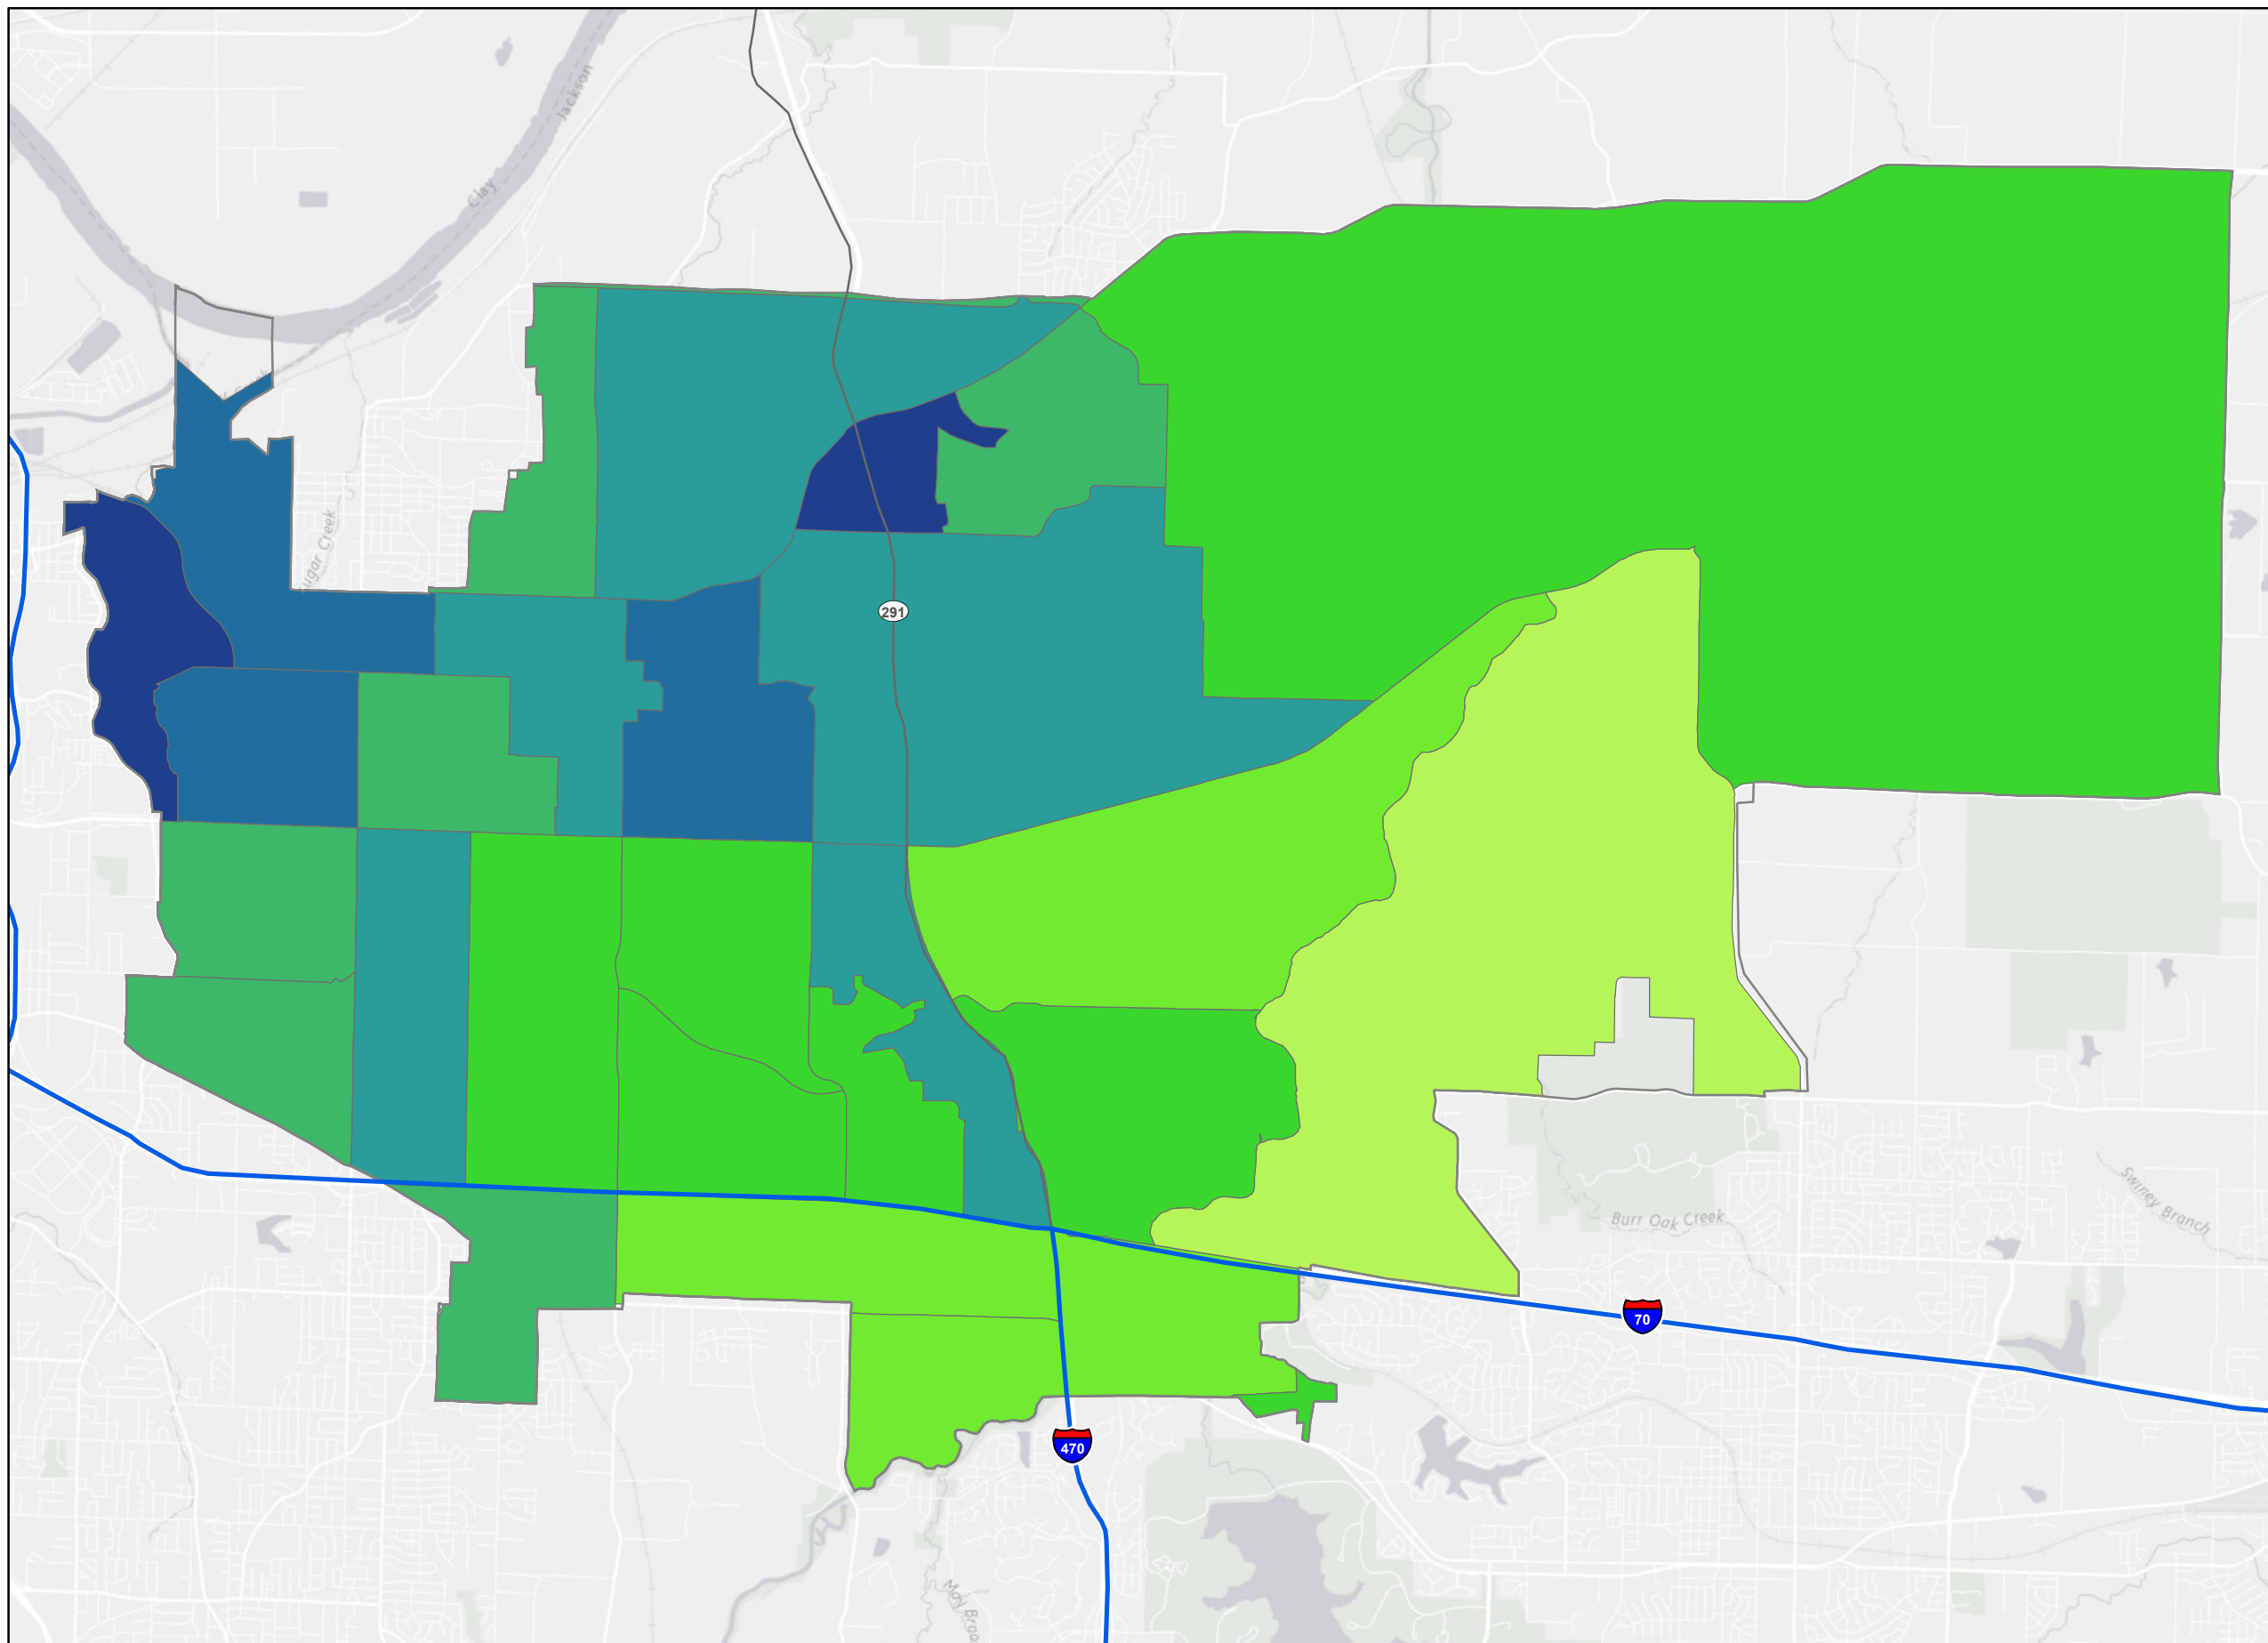 Jackson
Clay
Sugar Creek
291
Swiney Branch
Burr Oak Creek
70
470